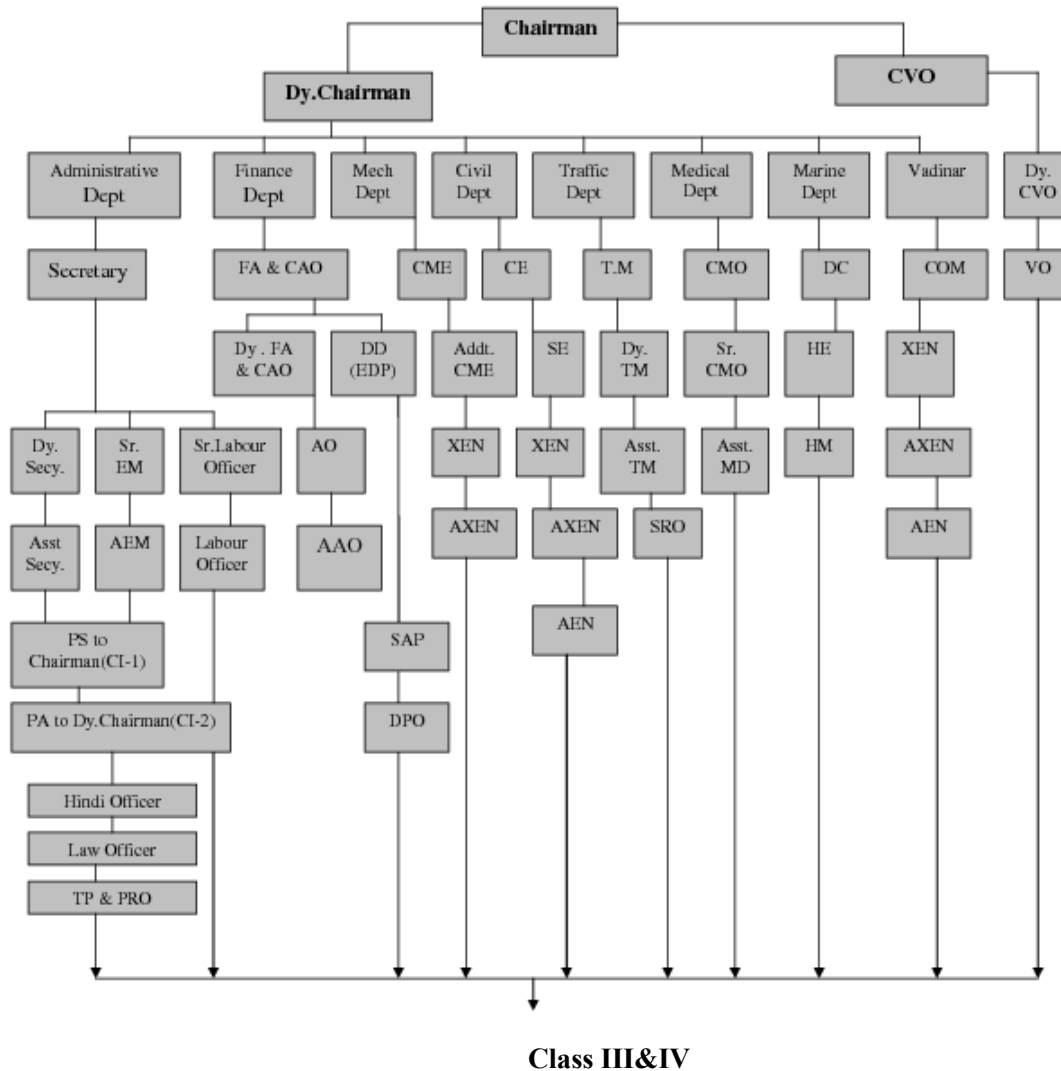 Chairman
CVO
Dy.Chairman
Administrative
Dept
Finance
Dept
Mech
Dept
Civil
Dept
Traffic
Dept
Medical
Dept
Marine
Dept
Vadinar
Dy.
CVO
Secretary
FA & CAO
CME
CE
T.M
CMO
DC
COM
VO
Dy . FA
& CAO
DD
(EDP)
Addt.
CME
SE
Dy.
TM
Sr.
CMO
HE
XEN
Dy.
Secy.
Sr.
EM
Sr.Labour
Officer
AO
XEN
XEN
Asst.
TM
Asst.
MD
HM
AXEN
Asst
Secy.
AEM
Labour
Officer
AAO
AXEN
AXEN
SRO
AEN
PS to
Chairman(CI-1)
SAP
AEN
PA to Dy.Chairman(CI-2)
DPO
Hindi Officer
Law Officer
TP & PRO
Class III&IV